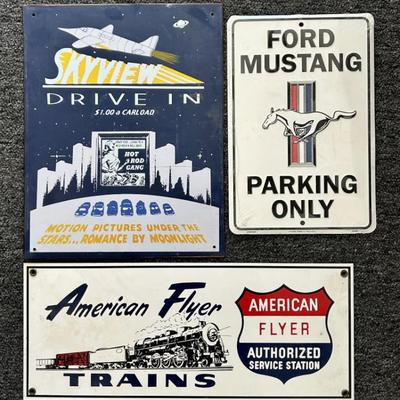 SKYVIEW
DRIVE IN
$1.00 a CARLOAD
HOT
ROD
GANG
MOTION PICTURES UNDER THE
STARS...ROMANCE BY MOONLIGHT
FORD
MUSTANG
PARKING
ONLY
American Flyer
TRAINS
AMERICAN
FLYER
AUTHORIZED
SERVICE STATION